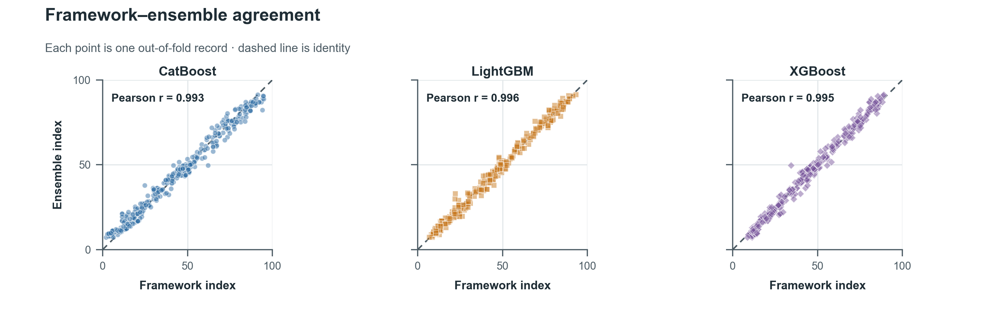 Framework–ensemble agreement
Each point is one out-of-fold record · dashed line is identity
CatBoost
LightGBM
XGBoost
Pearson r = 0.993
Pearson r = 0.996
Pearson r = 0.995
Ensemble index
100
50
0
0 50 100
0 50 100
0 50 100
Framework index
Framework index
Framework index